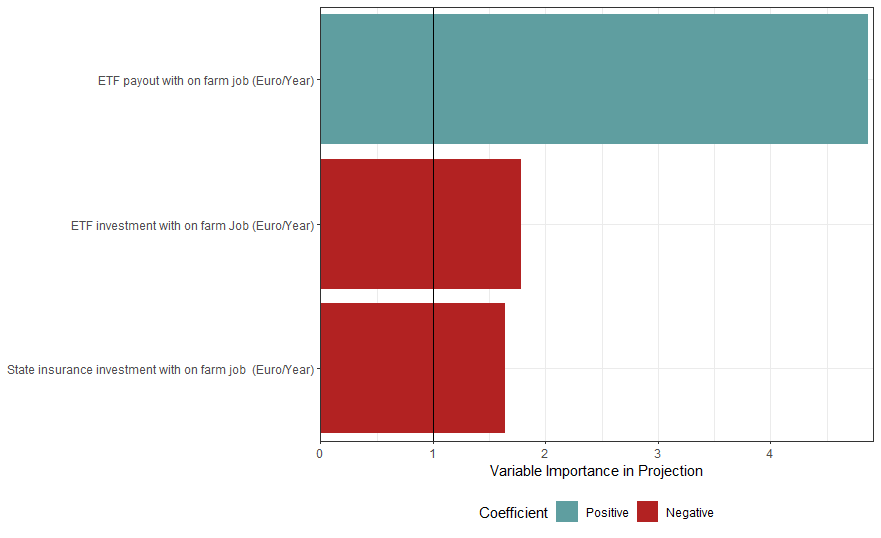 ETF payout with on farm job (Euro/Year)
ETF investment with on farm Job (Euro/Year)
State insurance investment with on farm job  (Euro/Year)
0 1 2 3 4
Variable Importance in Projection
Coefficient Positive Negative